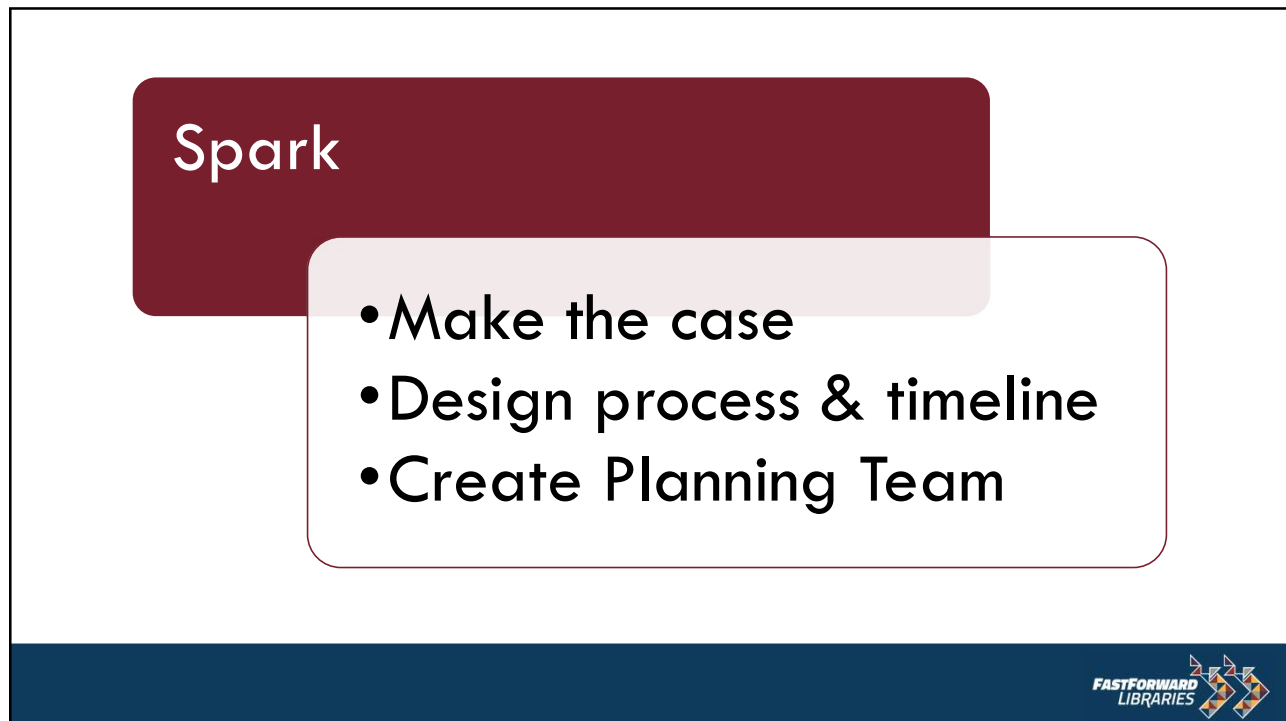 Spark
•Make the case
•Design process & timeline
•Create Planning Team
FASTFORWARD
LIBRARIES